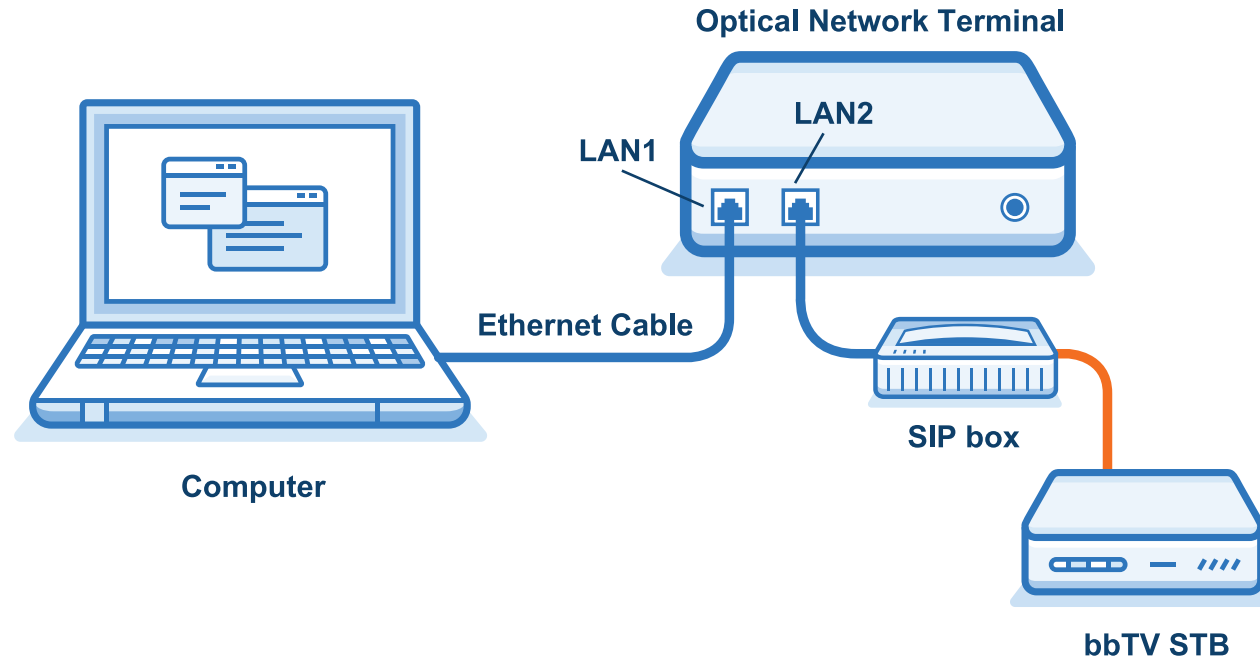 Optical Network Terminal
LAN2
LAN1
Ethernet Cable
SIP box
Computer
bbTV STB